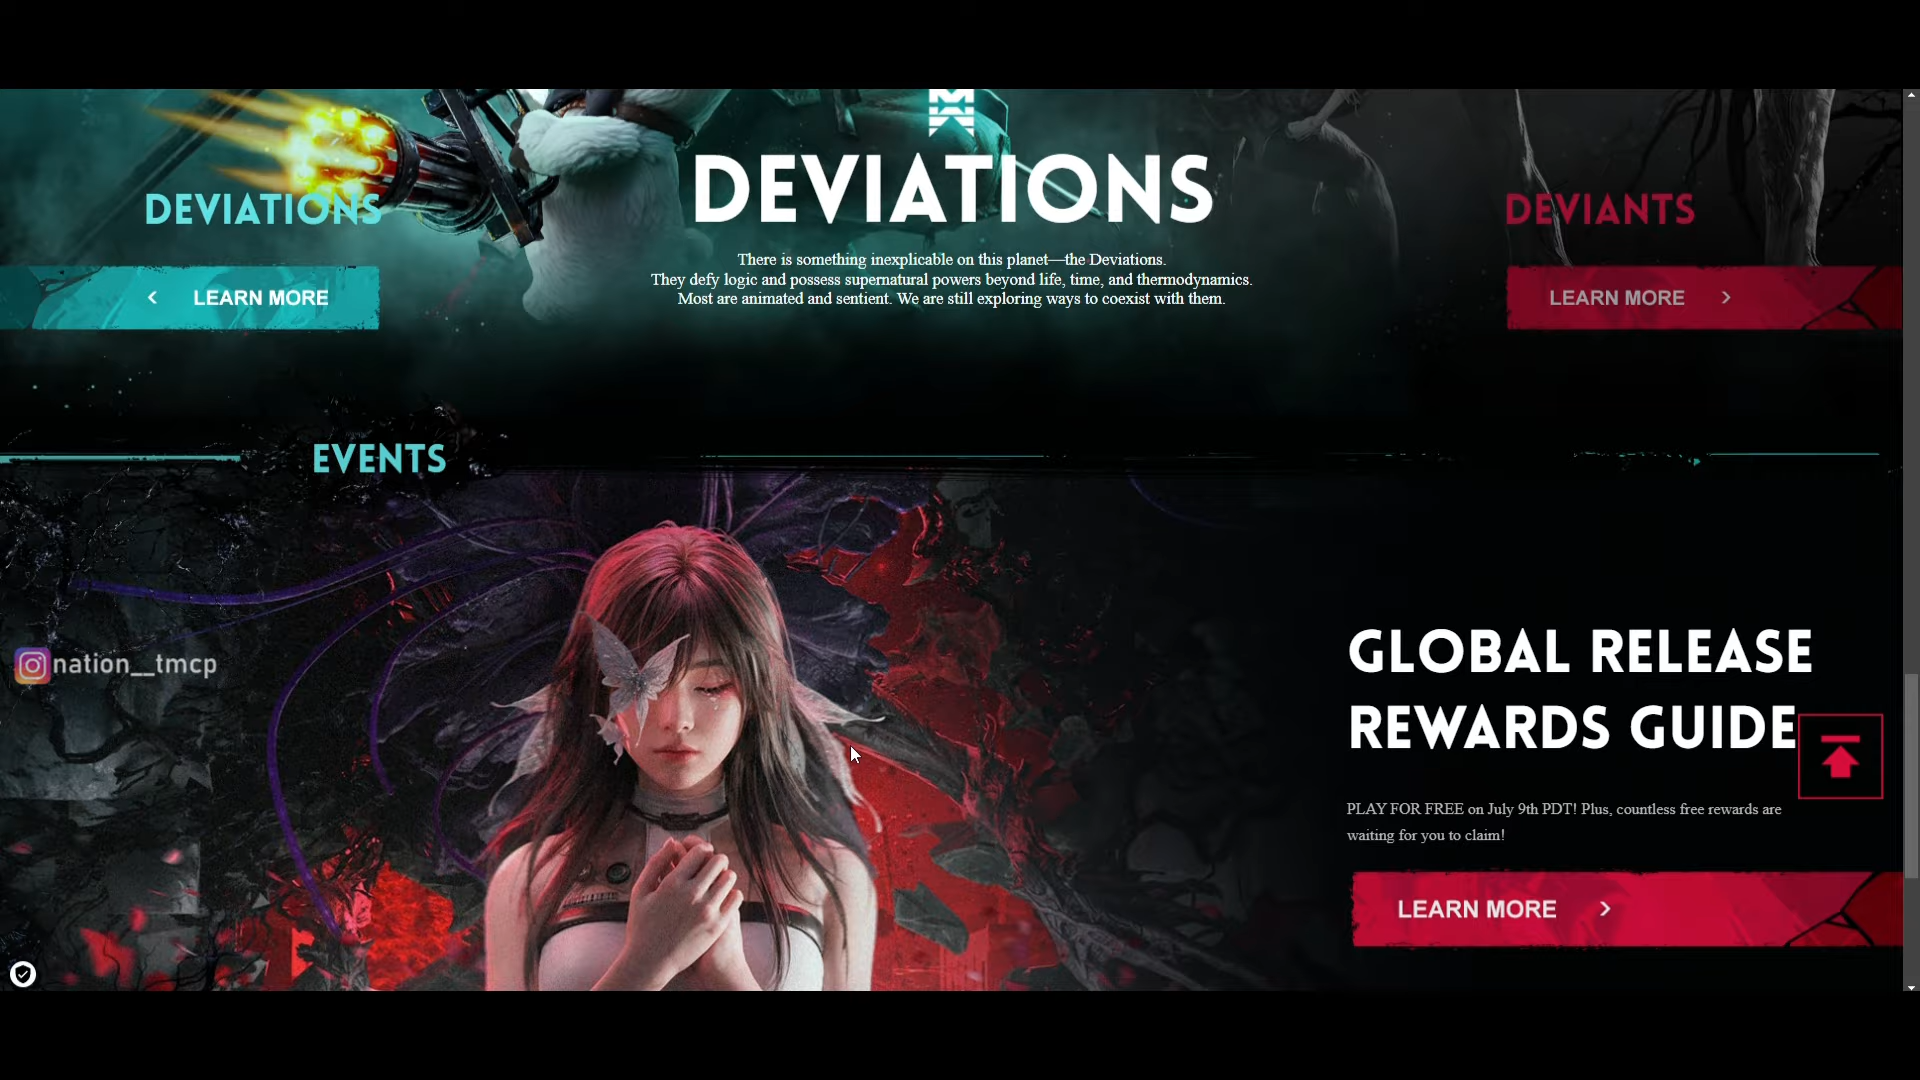 DEVIATIONS
DEVIATIONS
DEVIANTS
There is something inexplicable on this planet—the Deviations.
They defy logic and possess supernatural powers beyond life, time, and thermodynamics.
Most are animated and sentient. We are still exploring ways to coexist with them.
LEARN MORE
LEARN MORE
EVENTS
nation__tmcp
GLOBAL RELEASE
REWARDS GUIDE
PLAY FOR FREE on July 9th PDT! Plus, countless free rewards are
waiting for you to claim!
LEARN MORE